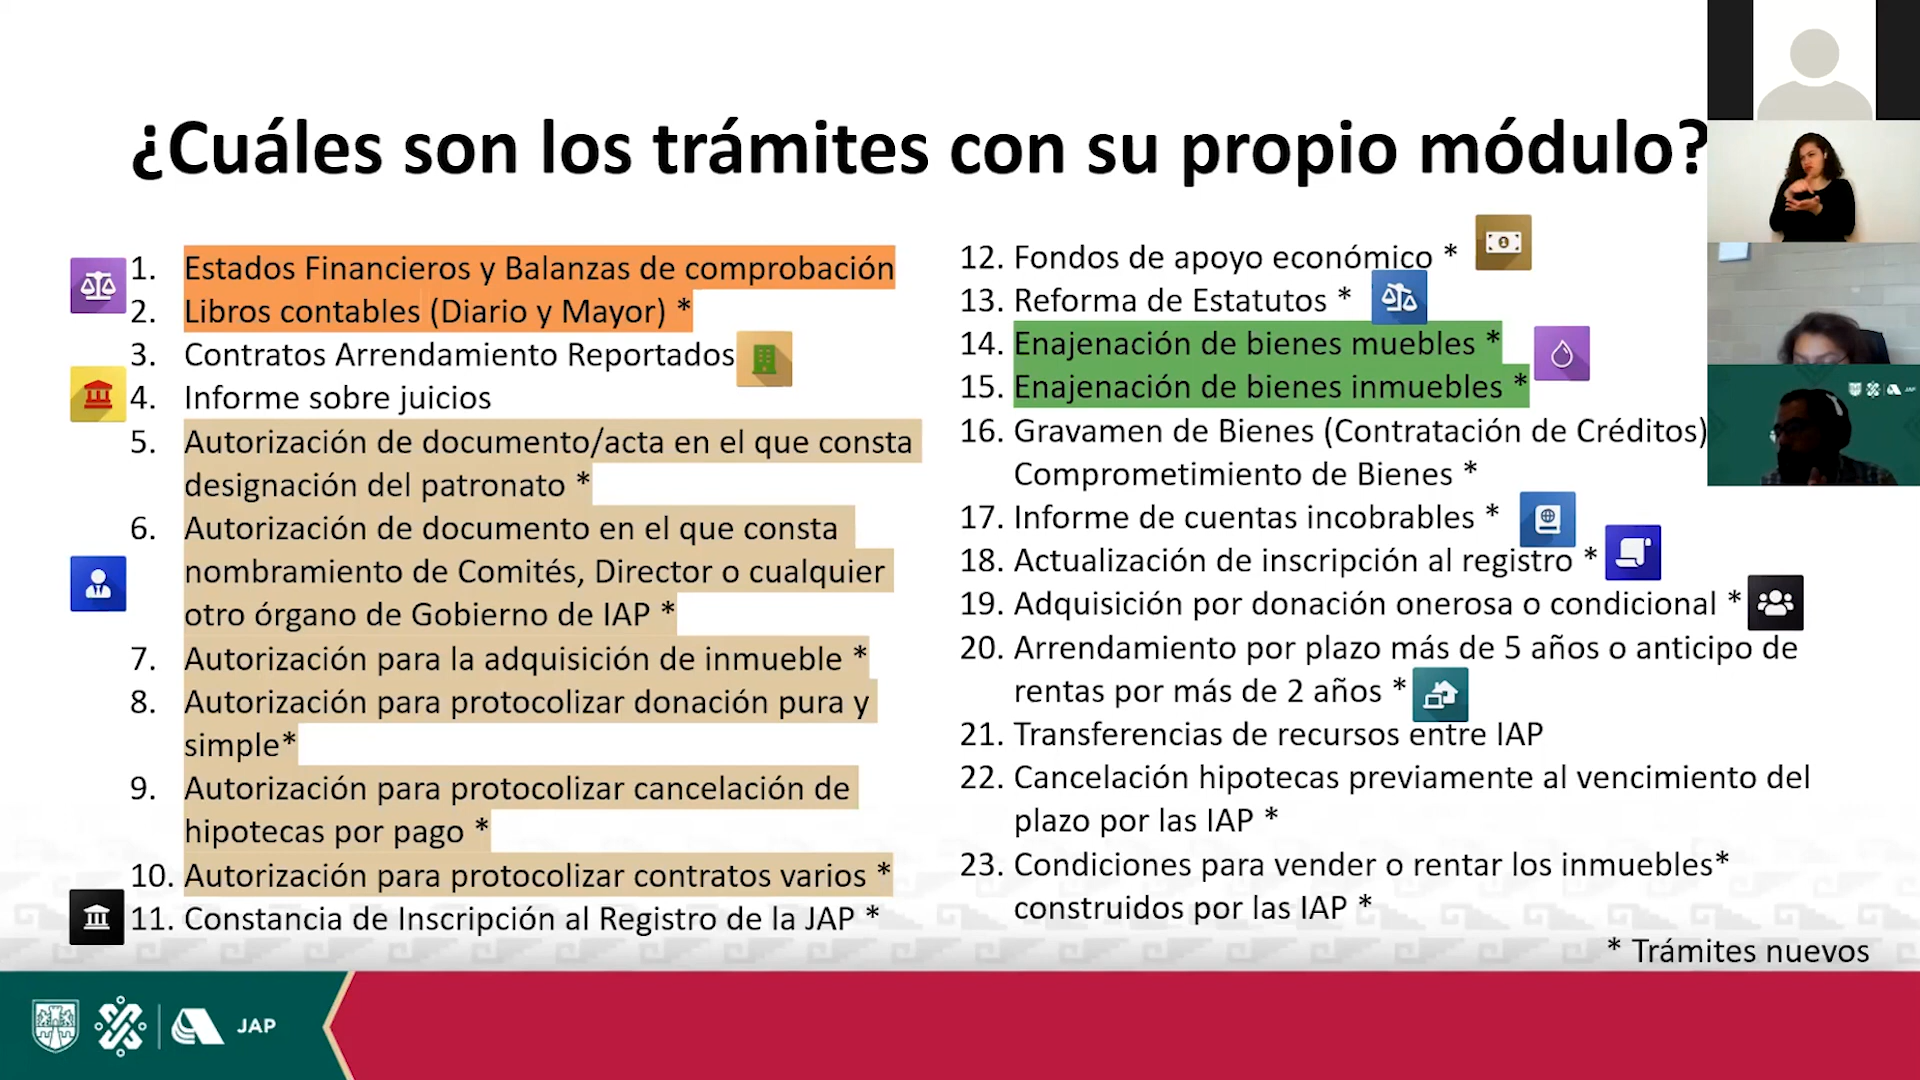 ¿Cuáles son los trámites con su propio módulo?
1. Estados Financieros y Balanzas de comprobación
2. Libros contables (Diario y Mayor) *
3. Contratos Arrendamiento Reportados
4. Informe sobre juicios
5. Autorización de documento/acta en el que consta
designación del patronato *
6. Autorización de documento en el que consta
nombramiento de Comités, Director o cualquier
otro órgano de Gobierno de IAP *
7. Autorización para la adquisición de inmueble *
8. Autorización para protocolizar donación pura y
simple*
9. Autorización para protocolizar cancelación de
hipotecas por pago *
10. Autorización para protocolizar contratos varios *
11. Constancia de Inscripción al Registro de la JAP *
12. Fondos de apoyo económico *
13. Reforma de Estatutos *
14. Enajenación de bienes muebles *
15. Enajenación de bienes inmuebles *
16. Gravamen de Bienes (Contratación de Créditos)
Comprometimiento de Bienes *
17. Informe de cuentas incobrables *
18. Actualización de inscripción al registro *
19. Adquisición por donación onerosa o condicional *
20. Arrendamiento por plazo más de 5 años o anticipo de
rentas por más de 2 años *
21. Transferencias de recursos entre IAP
22. Cancelación hipotecas previamente al vencimiento del
plazo por las IAP *
23. Condiciones para vender o rentar los inmuebles*
construidos por las IAP *
* Trámites nuevos
JAP